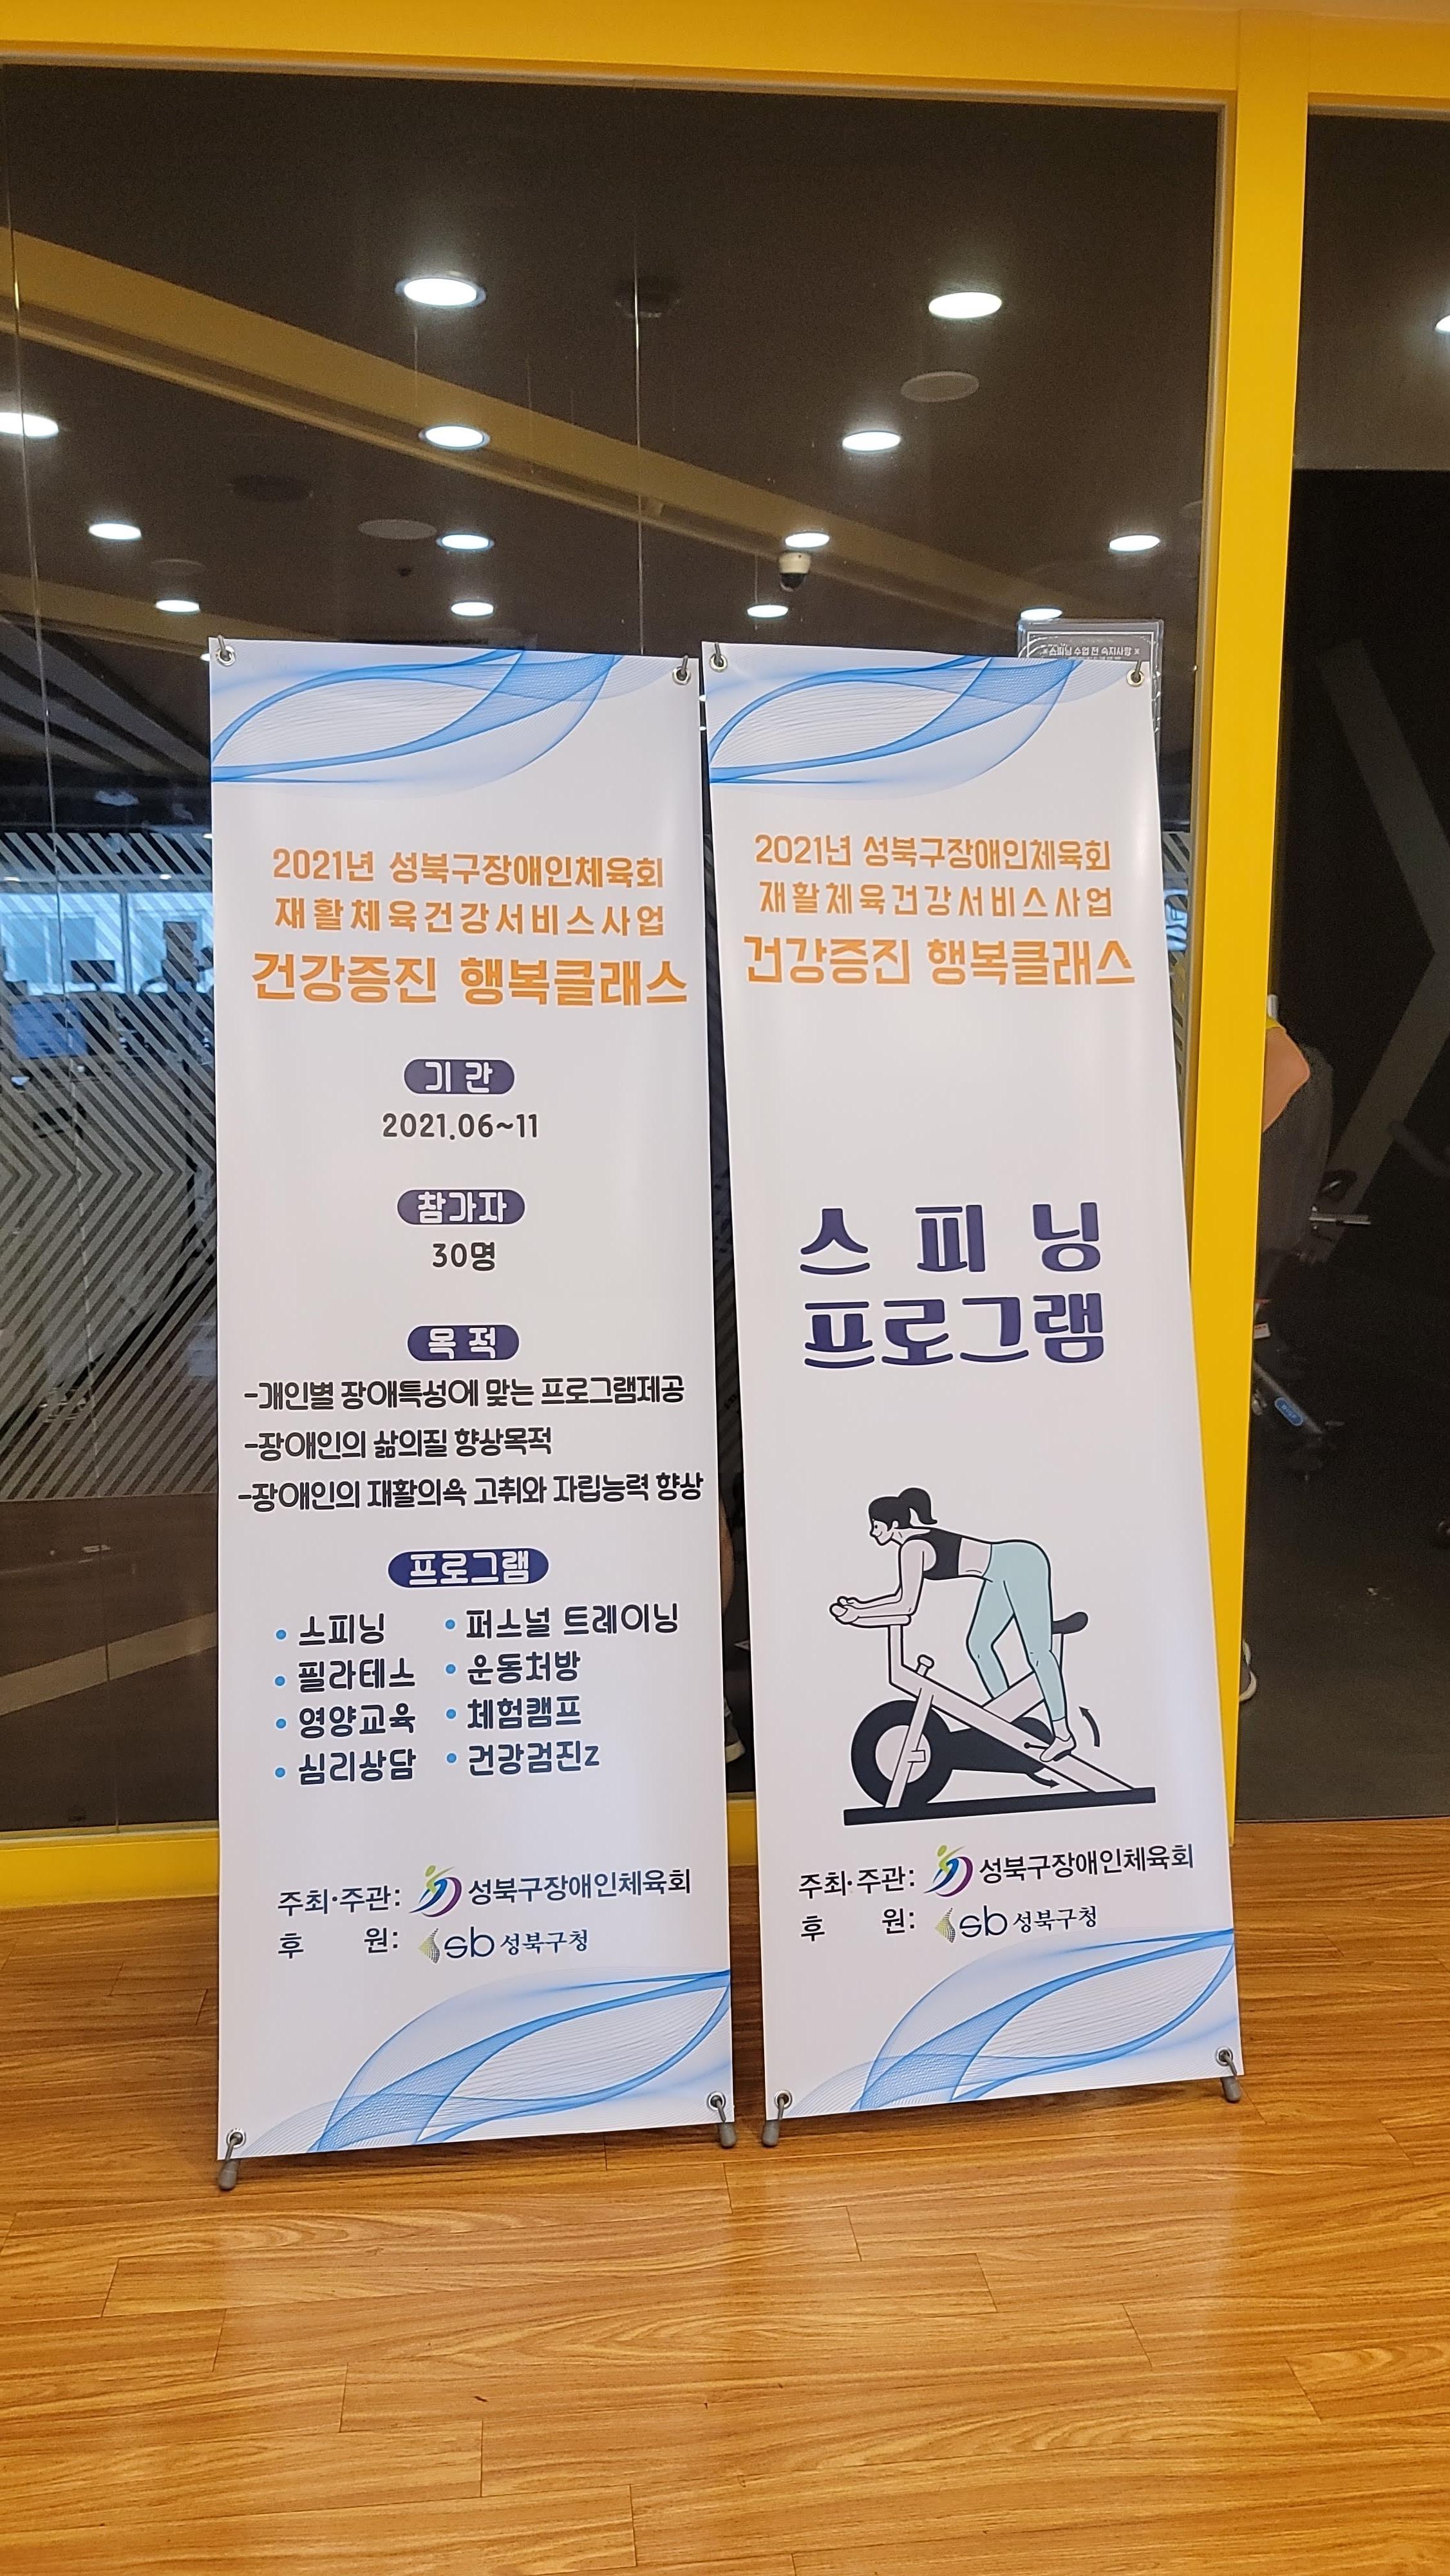 2021년 성북구장애인체육회
재활체육건강서비스사업
건강증진 행복클래스
기 간
2021.06~11
참가자
30명
목 적
-개인별 장애특성에 맞는 프로그램제공
-장애인의 삶의질 향상목적
-장애인의 재활의욕 고취와 자립능력 향상
프로그램
• 스피닝 • 퍼스널 트레이닝
• 필라테스 • 운동처방
• 영양교육 • 체험캠프
• 심리상담 • 건강검진z
주최·주관: 성북구장애인체육회
후 원: sb 성북구청
스피닝 수업 전 숙지사항
2021년 성북구장애인체육회
재활체육건강서비스사업
건강증진 행복클래스
스 피 닝
프로그램
주최·주관: 성북구장애인체육회
후 원: sb 성북구청